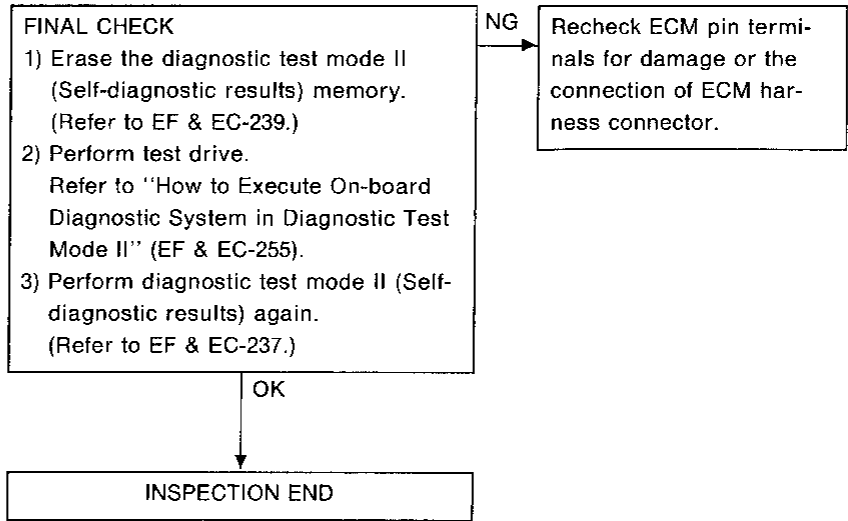 FINAL CHECK
1) Erase the diagnostic test mode II
(Self-diagnostic results) memory.
(Refer to EF & EC-239.)
2) Perform test drive.
Refer to "How to Execute On-board
Diagnostic System in Diagnostic Test
Mode II" (EF & EC-255).
3) Perform diagnostic test mode II (Self-
diagnostic results) again.
(Refer to EF & EC-237.)
NG
Recheck ECM pin termi-
nals for damage or the
connection of ECM har-
ness connector.
OK
INSPECTION END